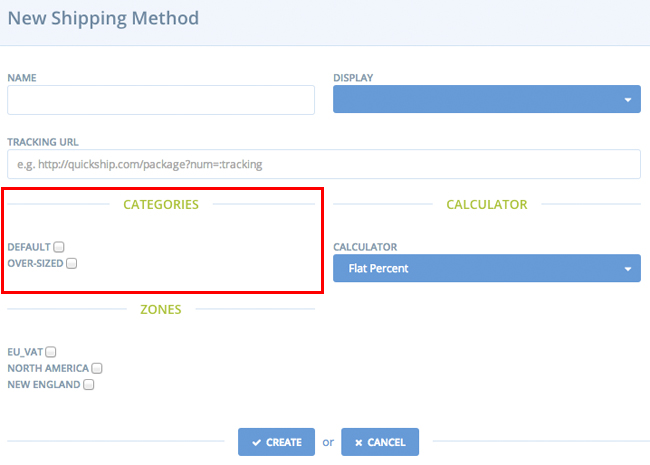 New Shipping Method
NAME
DISPLAY
TRACKING URL
e.g. http://quickship.com/package?num=:tracking
CATEGORIES
DEFAULT
OVER-SIZED
CALCULATOR
CALCULATOR
Flat Percent
ZONES
EU_VAT
NORTH AMERICA
NEW ENGLAND
CREATE or CANCEL